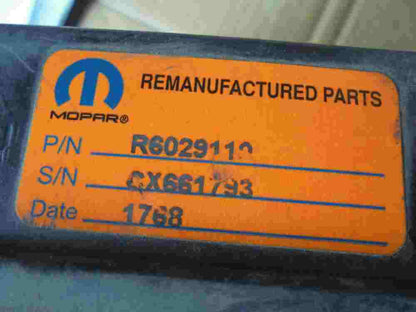 REMANUFACTURED PARTS
MOPAR®
P/N
S/N CX661793
Date 1768